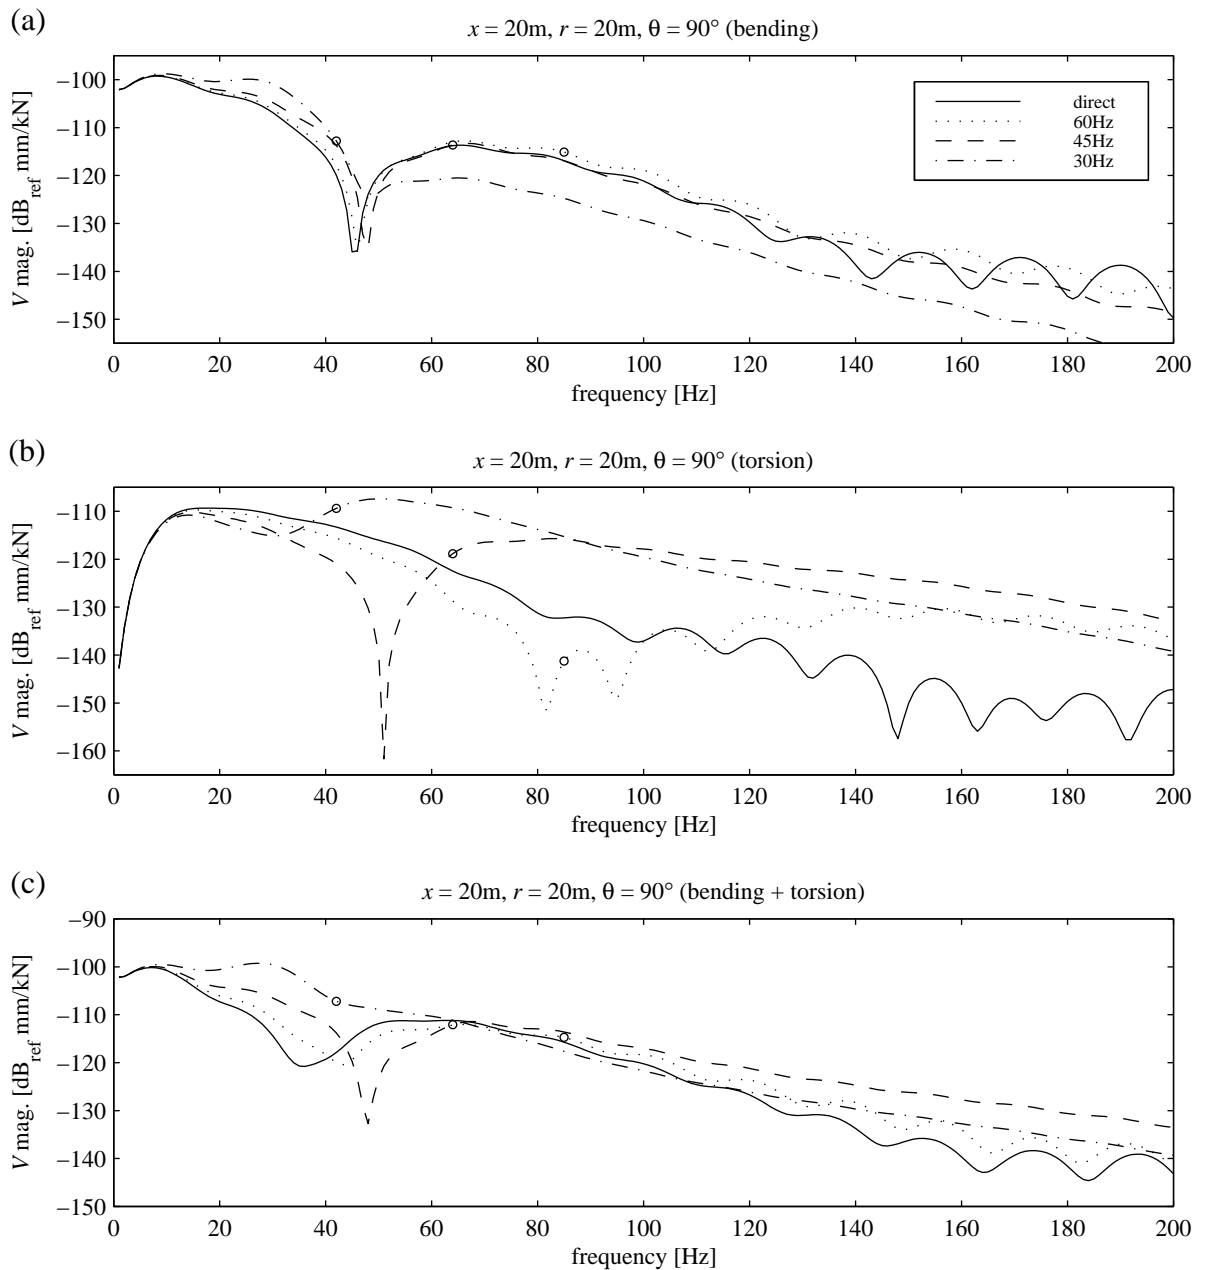 (a)
x = 20m, r = 20m, θ = 90° (bending)
V mag. [dBref mm/kN]
−100
−110
−120
−130
−140
−150
direct
60Hz
45Hz
30Hz
0 20 40 60 80 100 120 140 160 180 200
frequency [Hz]
(b)
x = 20m, r = 20m, θ = 90° (torsion)
V mag. [dBref mm/kN]
−110
−120
−130
−140
−150
−160
0 20 40 60 80 100 120 140 160 180 200
frequency [Hz]
(c)
x = 20m, r = 20m, θ = 90° (bending + torsion)
V mag. [dBref mm/kN]
−90
−100
−110
−120
−130
−140
−150
0 20 40 60 80 100 120 140 160 180 200
frequency [Hz]